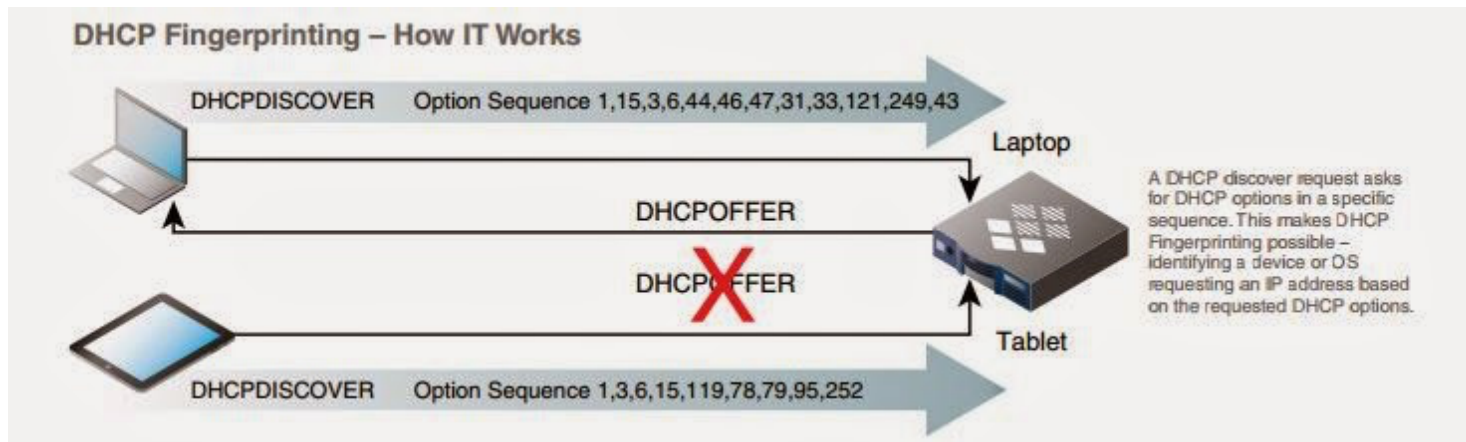 DHCP Fingerprinting – How IT Works
DHCPDISCOVER Option Sequence 1,15,3,6,44,46,47,31,33,121,249,43
Laptop
DHCPOFFER
DHCPOFFER
A DHCP discover request asks
for DHCP options in a specific
sequence. This makes DHCP
Fingerprinting possible –
identifying a device or OS
requesting an IP address based
on the requested DHCP options.
Tablet
DHCPDISCOVER Option Sequence 1,3,6,15,119,78,79,95,252